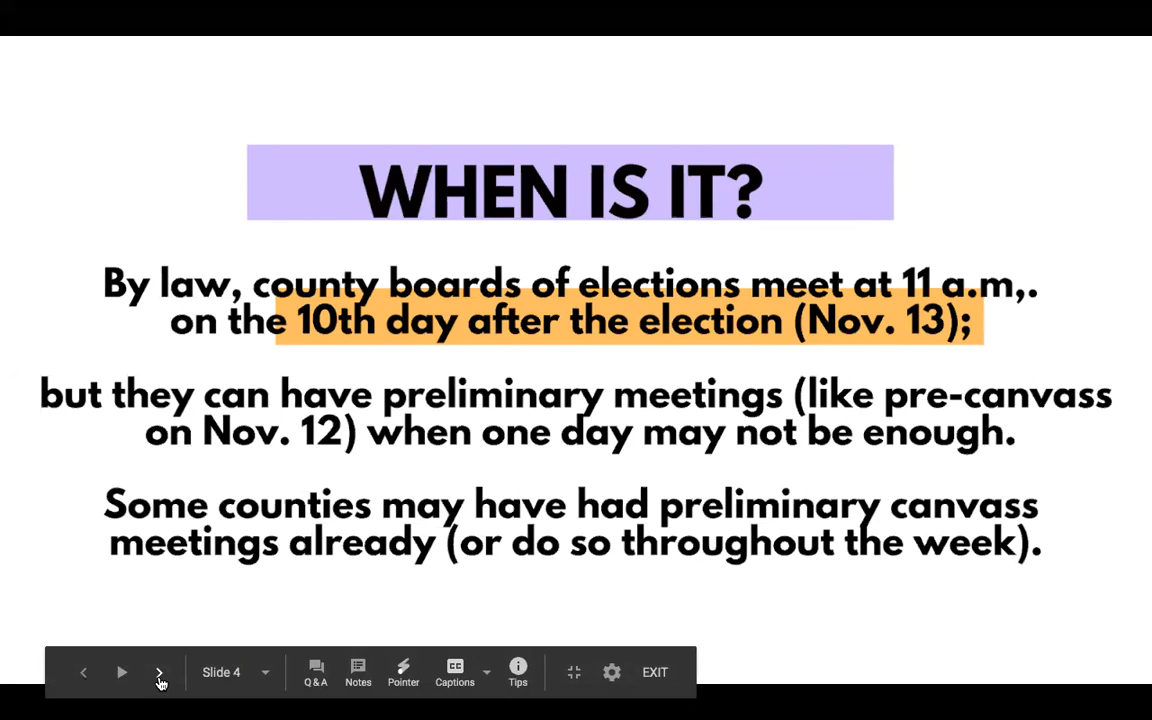 WHEN IS IT?
By law, county boards of elections meet at 11 a.m,.
on the 10th day after the election (Nov. 13);
but they can have preliminary meetings (like pre-canvass
on Nov. 12) when one day may not be enough.
Some counties may have had preliminary canvass
meetings already (or do so throughout the week).
Slide 4
Q&A
Notes
Pointer
CC
Captions
Tips
EXIT